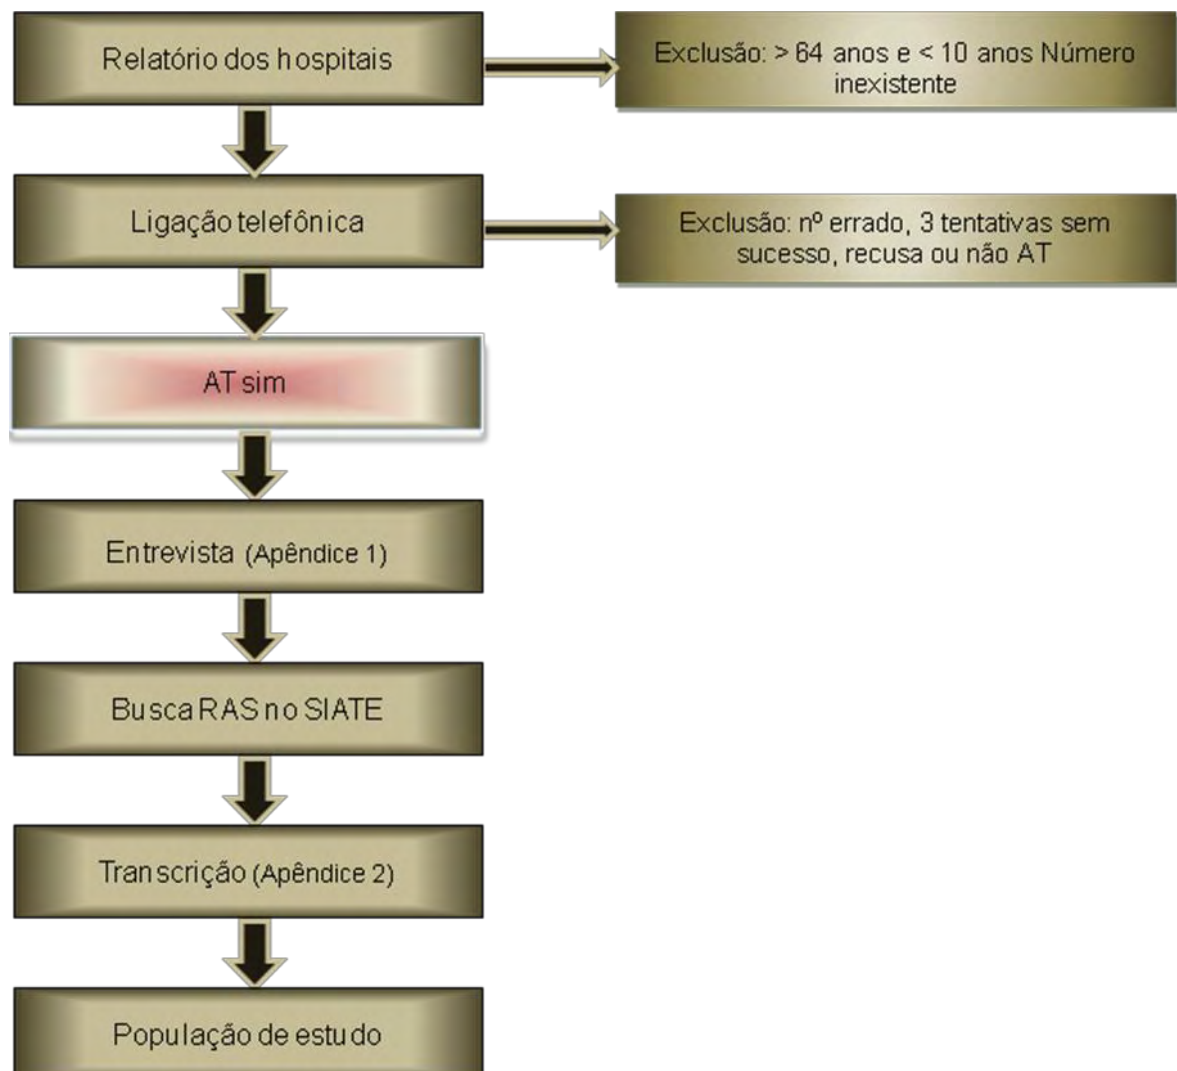 Relatório dos hospitais
Exclusão: > 64 anos e < 10 anos Número
inexistente
Ligação telefônica
Exclusão: nº errado, 3 tentativas sem
sucesso, recusa ou não AT
AT sim
Entrevista (Apêndice 1)
Busca RAS no SIATE
Transcrição (Apêndice 2)
População de estudo